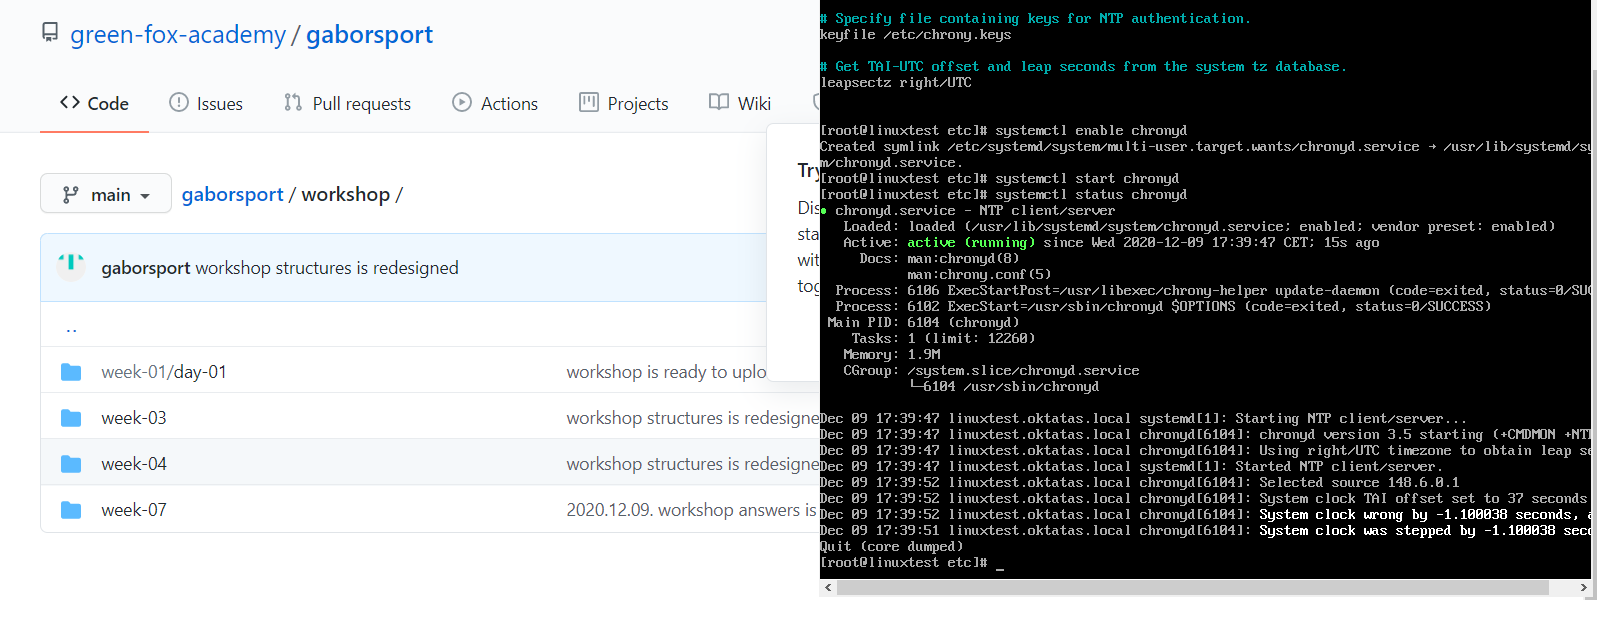 green-fox-academy / gaborsport
Code Issues Pull requests Actions Projects Wiki
main gaborsport / workshop /
gaborsport workshop structures is redesigned
..
week-01/day-01 workshop is ready to uplo
week-03 workshop structures is redesigne
week-04 workshop structures is redesigne
week-07 2020.12.09. workshop answers is
Try
Dis
sta
wit
tog
# Specify file containing keys for NTP authentication.
keyfile /etc/chrony.keys
# Get TAI-UTC offset and leap seconds from the system tz database.
leapsectz right/UTC
[root@linuxtest etc]# systemctl enable chronyd
Created symlink /etc/systemd/system/multi-user.target.wants/chronyd.service → /usr/lib/systemd/sy
m/chronyd.service.
[root@linuxtest etc]# systemctl start chronyd
[root@linuxtest etc]# systemctl status chronyd
● chronyd.service - NTP client/server
Loaded: loaded (/usr/lib/systemd/system/chronyd.service; enabled; vendor preset: enabled)
Active: active (running) since Wed 2020-12-09 17:39:47 CET; 15s ago
Docs: man:chronyd(8)
man:chrony.conf(5)
Process: 6106 ExecStartPost=/usr/libexec/chrony-helper update-daemon (code=exited, status=0/SUC
Process: 6102 ExecStart=/usr/sbin/chronyd $OPTIONS (code=exited, status=0/SUCCESS)
Main PID: 6104 (chronyd)
Tasks: 1 (limit: 12260)
Memory: 1.9M
CGroup: /system.slice/chronyd.service
└─6104 /usr/sbin/chronyd
Dec 09 17:39:47 linuxtest.oktatas.local systemd[1]: Starting NTP client/server...
Dec 09 17:39:47 linuxtest.oktatas.local chronyd[6104]: chronyd version 3.5 starting (+CMDMON +NT
Dec 09 17:39:47 linuxtest.oktatas.local chronyd[6104]: Using right/UTC timezone to obtain leap se
Dec 09 17:39:47 linuxtest.oktatas.local systemd[1]: Started NTP client/server.
Dec 09 17:39:52 linuxtest.oktatas.local chronyd[6104]: Selected source 148.6.0.1
Dec 09 17:39:52 linuxtest.oktatas.local chronyd[6104]: System clock TAI offset set to 37 seconds
Dec 09 17:39:52 linuxtest.oktatas.local chronyd[6104]: System clock wrong by -1.100038 seconds, a
Dec 09 17:39:51 linuxtest.oktatas.local chronyd[6104]: System clock was stepped by -1.100038 seco
Quit (core dumped)
[root@linuxtest etc]# _